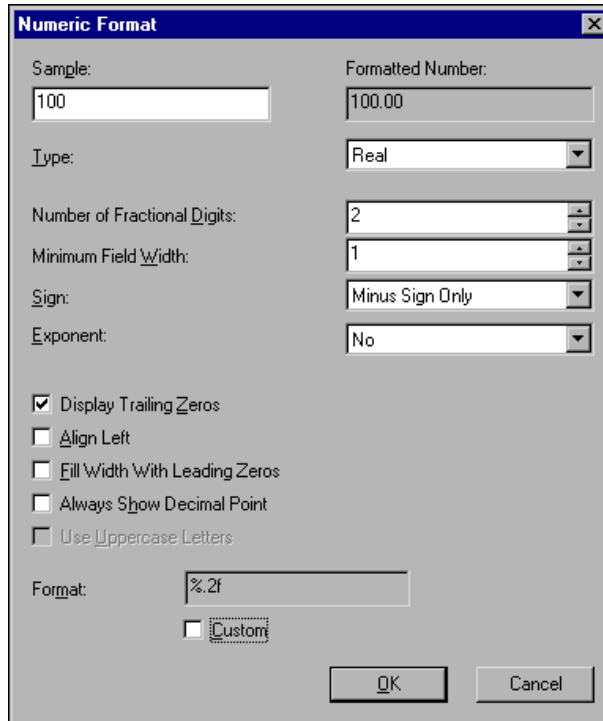 Numeric Format
Sample:
Formatted Number:
100
100.00
Type:
Real
Number of Fractional Digits:
2
Minimum Field Width:
1
Sign:
Minus Sign Only
Exponent:
No
Display Trailing Zeros
Align Left
Fill Width With Leading Zeros
Always Show Decimal Point
Use Uppercase Letters
Format:
%.2f
Custom
OK
Cancel